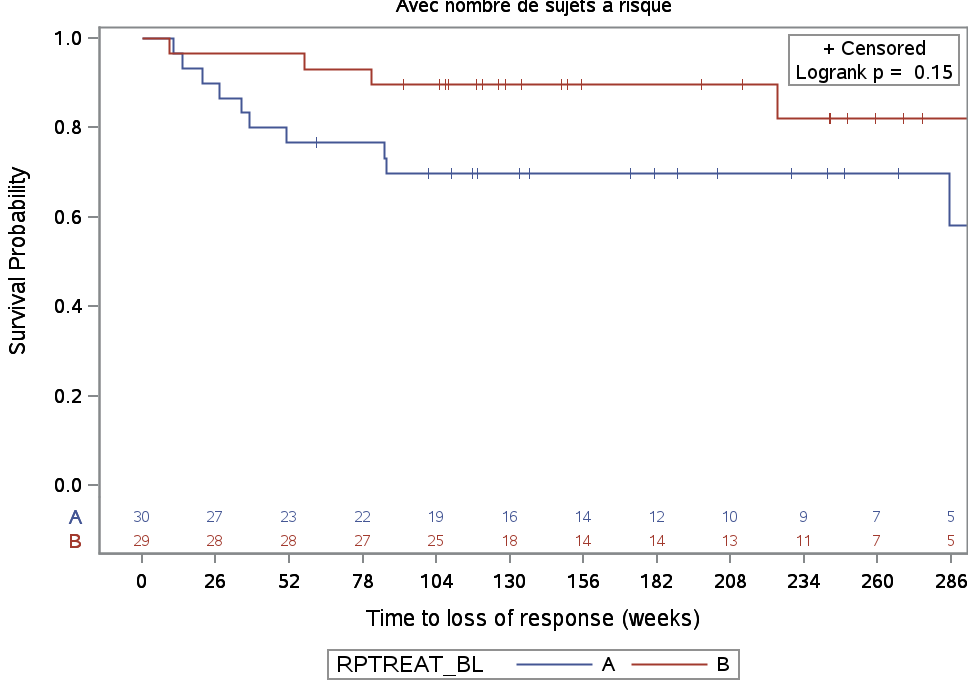 Avec nombre de sujets à risque
+ Censored
Logrank p = 0.15
1.0
0.8
0.6
0.4
0.2
0.0
Survival Probability
A 30 27 23 22 19 16 14 12 10 9 7 5
B 29 28 28 27 25 18 14 14 13 11 7 5
0 26 52 78 104 130 156 182 208 234 260 286
Time to loss of response (weeks)
RPTREAT_BL A B